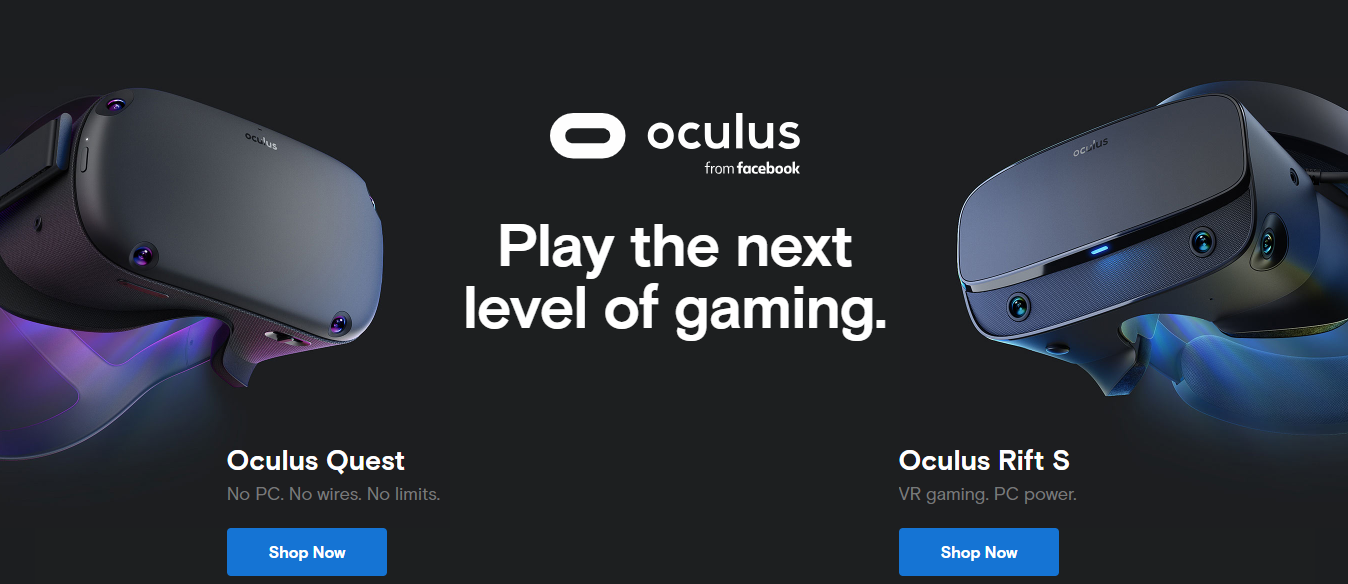 oculus
oculus
oculus
from facebook
Play the next
level of gaming.
Oculus Quest
No PC. No wires. No limits.
Shop Now
Oculus Rift S
VR gaming. PC power.
Shop Now